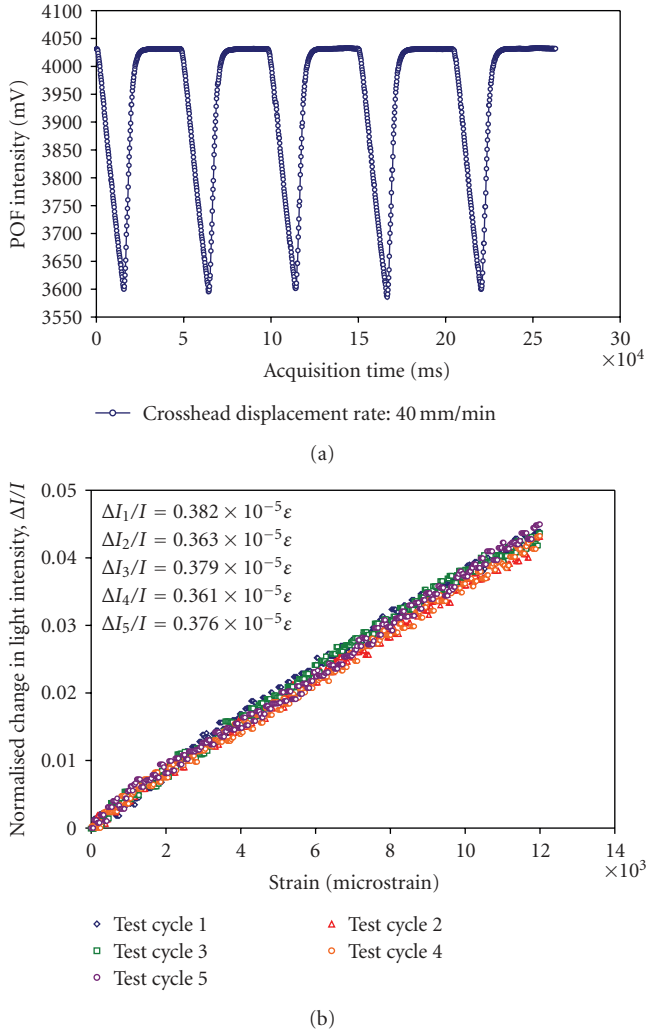 4100
4050
4000
3950
3900
3850
3800
3750
3700
3650
3600
3550
POF intensity (mV)
0 5 10 15 20 25 30
×10⁴
Acquisition time (ms)
Crosshead displacement rate: 40 mm/min
(a)
0.05
0.04
0.03
0.02
0.01
0
Normalised change in light intensity, ΔI/I
ΔI₁/I = 0.382 × 10⁻⁵ε
ΔI₂/I = 0.363 × 10⁻⁵ε
ΔI₃/I = 0.379 × 10⁻⁵ε
ΔI₄/I = 0.361 × 10⁻⁵ε
ΔI₅/I = 0.376 × 10⁻⁵ε
0 2 4 6 8 10 12 14
×10³
Strain (microstrain)
Test cycle 1
Test cycle 2
Test cycle 3
Test cycle 4
Test cycle 5
(b)